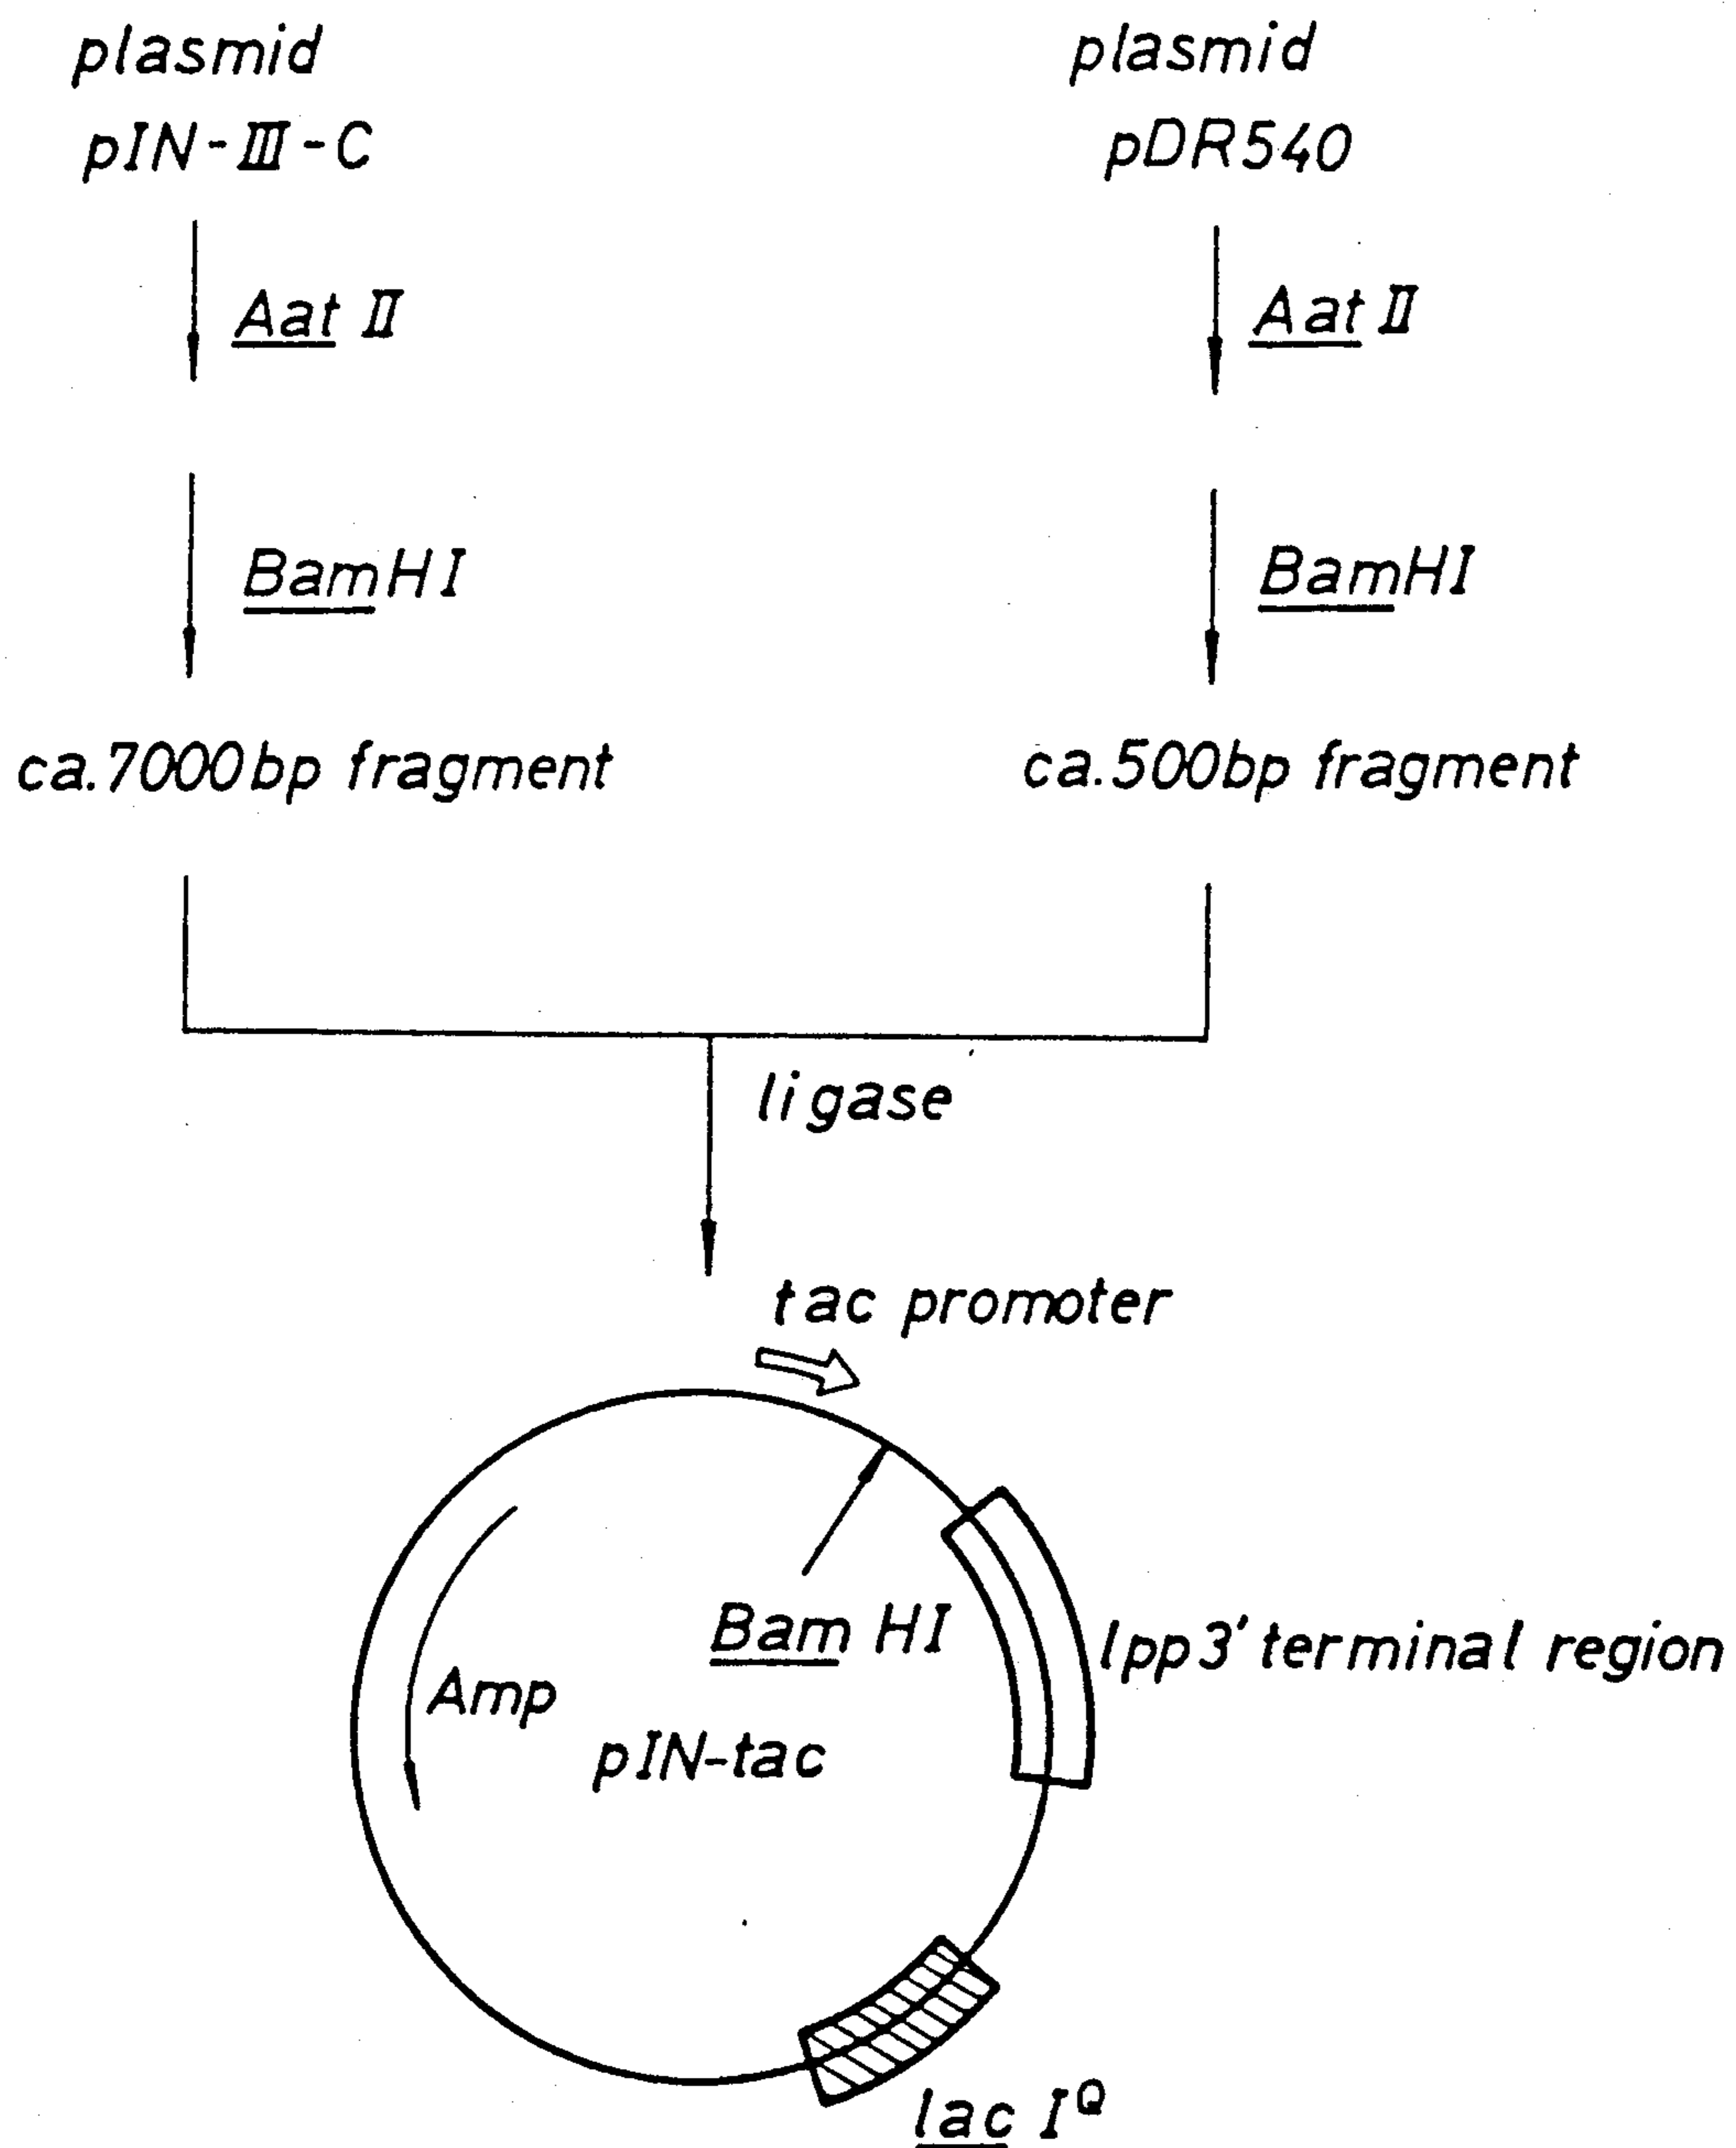 plasmid
pIN-III-C
plasmid
pDR540
Aat II
Aat II
BamHI
BamHI
ca.7000bp fragment
ca.500bp fragment
ligase
tac promoter
Bam HI
lpp3' terminal region
Amp
pIN-tac
lac I^Q